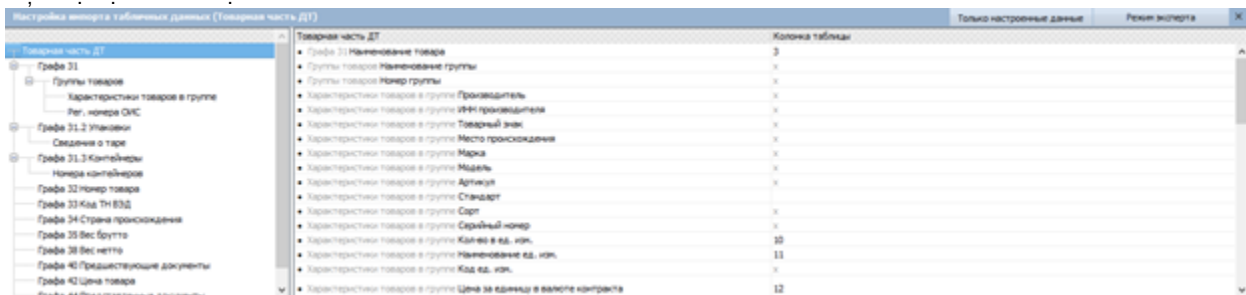 Настройка импорта табличных данных (Товарная часть ДТ)
Только настроенные данные
Режим эксперта
Товарная часть ДТ
Графа 31
Группы товаров
Характеристики товаров в группе
Рег. номера ОИС
Графа 31.2 Упаковки
Сведения о таре
Графа 31.3 Контейнеры
Номера контейнеров
Графа 32 Номер товара
Графа 33 Код ТН ВЭД
Графа 34 Страна происхождения
Графа 35 Вес брутто
Графа 38 Вес нетто
Графа 40 Предшествующие документы
Графа 42 Цена товара
Товарная часть ДТ Колонка таблицы
Графа 31 Наименование товара 3
Группы товаров Наименование группы x
Группы товаров Номер группы x
Характеристики товаров в группе Производитель x
Характеристики товаров в группе ИНН производителя x
Характеристики товаров в группе Товарный знак x
Характеристики товаров в группе Место происхождения x
Характеристики товаров в группе Марка x
Характеристики товаров в группе Модель x
Характеристики товаров в группе Артикул x
Характеристики товаров в группе Стандарт
Характеристики товаров в группе Сорт x
Характеристики товаров в группе Серийный номер x
Характеристики товаров в группе Кол-во в ед. изм. 10
Характеристики товаров в группе Наименование ед. изм. 11
Характеристики товаров в группе Код ед. изм. x
Характеристики товаров в группе Цена за единицу в валюте контракта 12